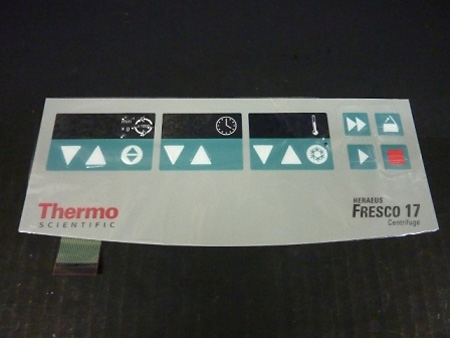 Thermo
SCIENTIFIC
HERAEUS
FRESCO 17
Centrifuge